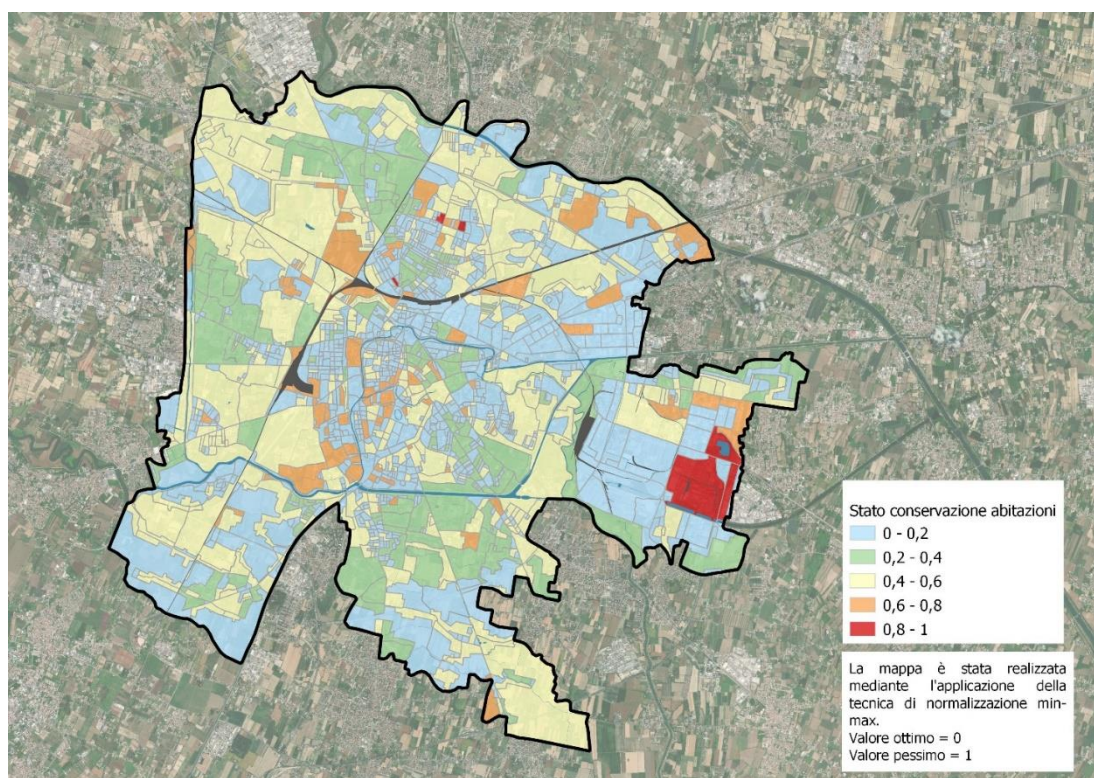 Stato conservazione abitazioni
0 - 0,2
0,2 - 0,4
0,4 - 0,6
0,6 - 0,8
0,8 - 1
La mappa è stata realizzata
mediante l'applicazione della
tecnica di normalizzazione min-
max.
Valore ottimo = 0
Valore pessimo = 1